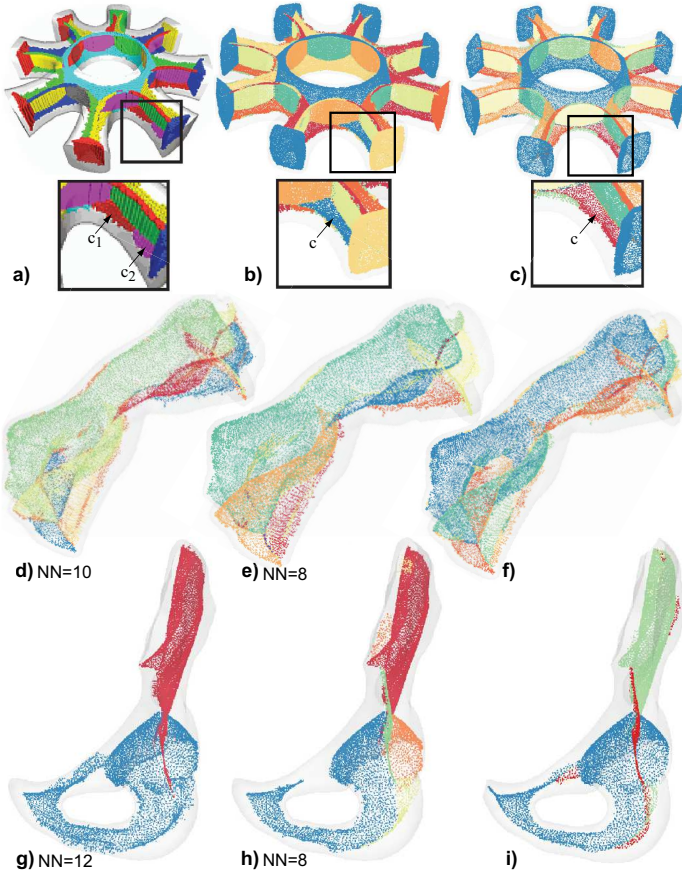 c1
c2
a)
c
b)
c
c)
d) NN=10
e) NN=8
f)
g) NN=12
h) NN=8
i)